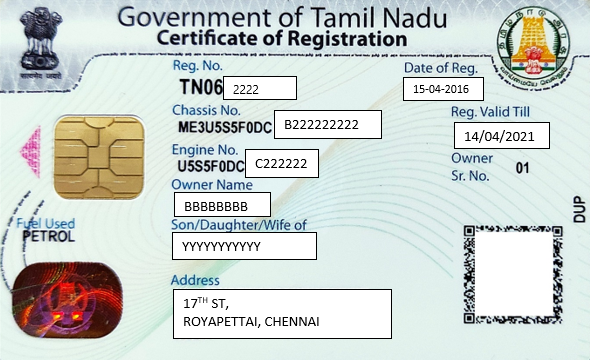 Government of Tamil Nadu
Certificate of Registration
Reg. No.
TN06 2222
Date of Reg.
15-04-2016
Chassis No.
ME3U5S5F0DC B222222222
Reg. Valid Till
14/04/2021
Engine No.
U5S5F0DC C222222
Owner
Sr. No. 01
Owner Name
BBBBBBBB
Son/Daughter/Wife of
YYYYYYYYYYY
Fuel Used
PETROL
Address
17TH ST,
ROYAPETTAI, CHENNAI
DUP